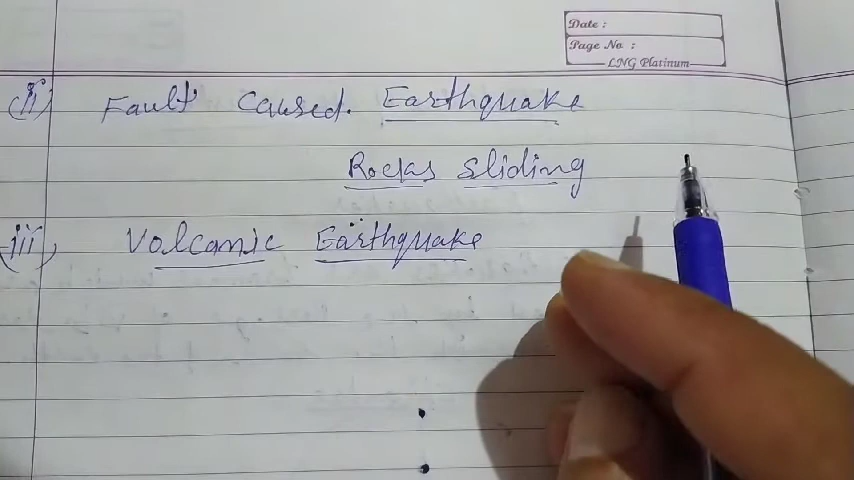 Date :
Page No :
LNG Platinum
(ii) Fault caused. Earthquake
Rocks sliding
(iii) Volcanic Earthquake